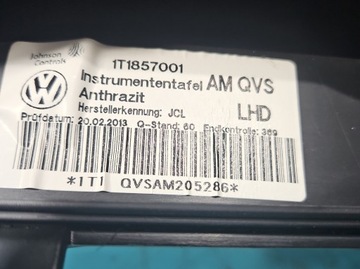 Johnson
Controls
1T1857001
Instrumententafel AM QVS
Anthrazit
Herstellerkennung: JCL LHD
Prüfdatum: 20.02.2013 Q-Stand: 60 Endkontrolle: 369
*1T1 QVSAM205286*